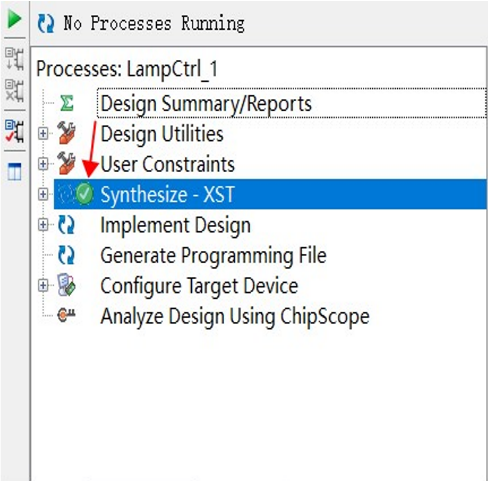 No Processes Running
Processes: LampCtrl_1
Design Summary/Reports
Design Utilities
User Constraints
Synthesize - XST
Implement Design
Generate Programming File
Configure Target Device
Analyze Design Using ChipScope